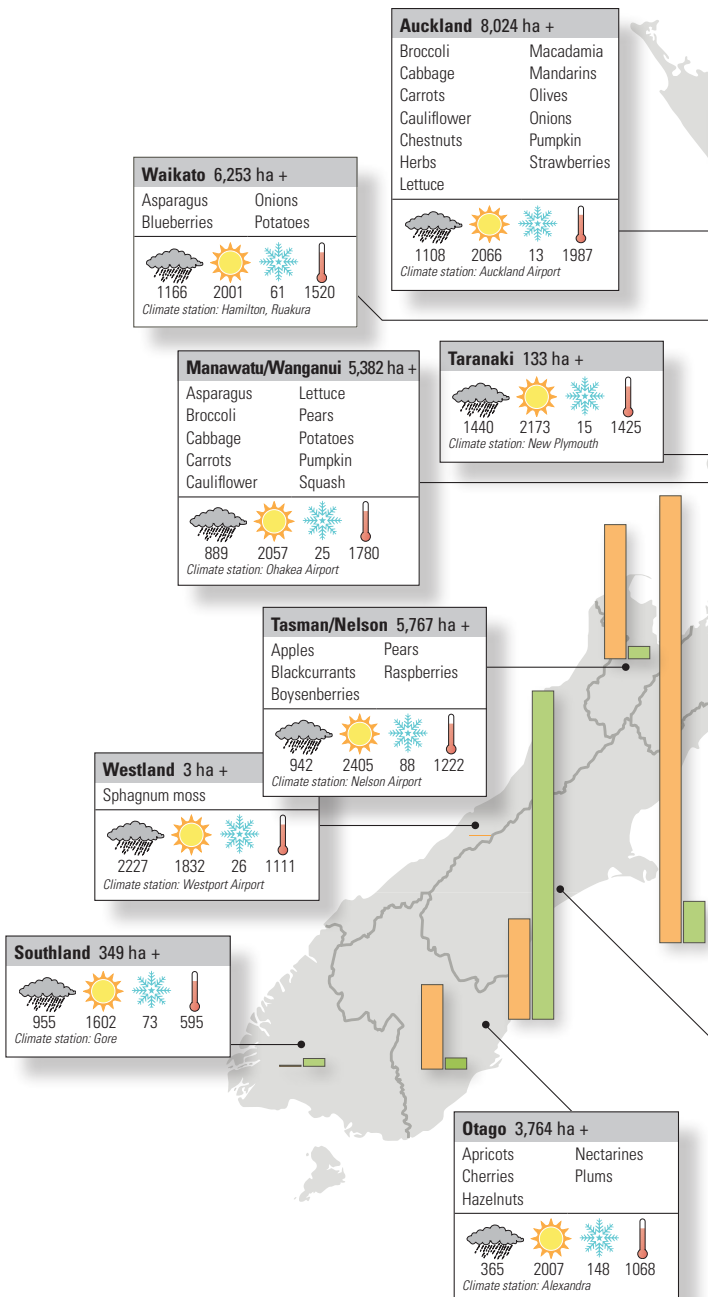 Auckland 8,024 ha +
Broccoli Macadamia
Cabbage Mandarins
Carrots Olives
Cauliflower Onions
Chestnuts Pumpkin
Herbs Strawberries
Lettuce
1108 2066 13 1987
Climate station: Auckland Airport
Waikato 6,253 ha +
Asparagus Onions
Blueberries Potatoes
1166 2001 61 1520
Climate station: Hamilton, Ruakura
Taranaki 133 ha +
1440 2173 15 1425
Climate station: New Plymouth
Manawatu/Wanganui 5,382 ha +
Asparagus Lettuce
Broccoli Pears
Cabbage Potatoes
Carrots Pumpkin
Cauliflower Squash
889 2057 25 1780
Climate station: Ohakea Airport
Tasman/Nelson 5,767 ha +
Apples Pears
Blackcurrants Raspberries
Boysenberries
942 2405 88 1222
Climate station: Nelson Airport
Westland 3 ha +
Sphagnum moss
2227 1832 26 1111
Climate station: Westport Airport
Southland 349 ha +
955 1602 73 595
Climate station: Gore
Otago 3,764 ha +
Apricots Nectarines
Cherries Plums
Hazelnuts
365 2007 148 1068
Climate station: Alexandra